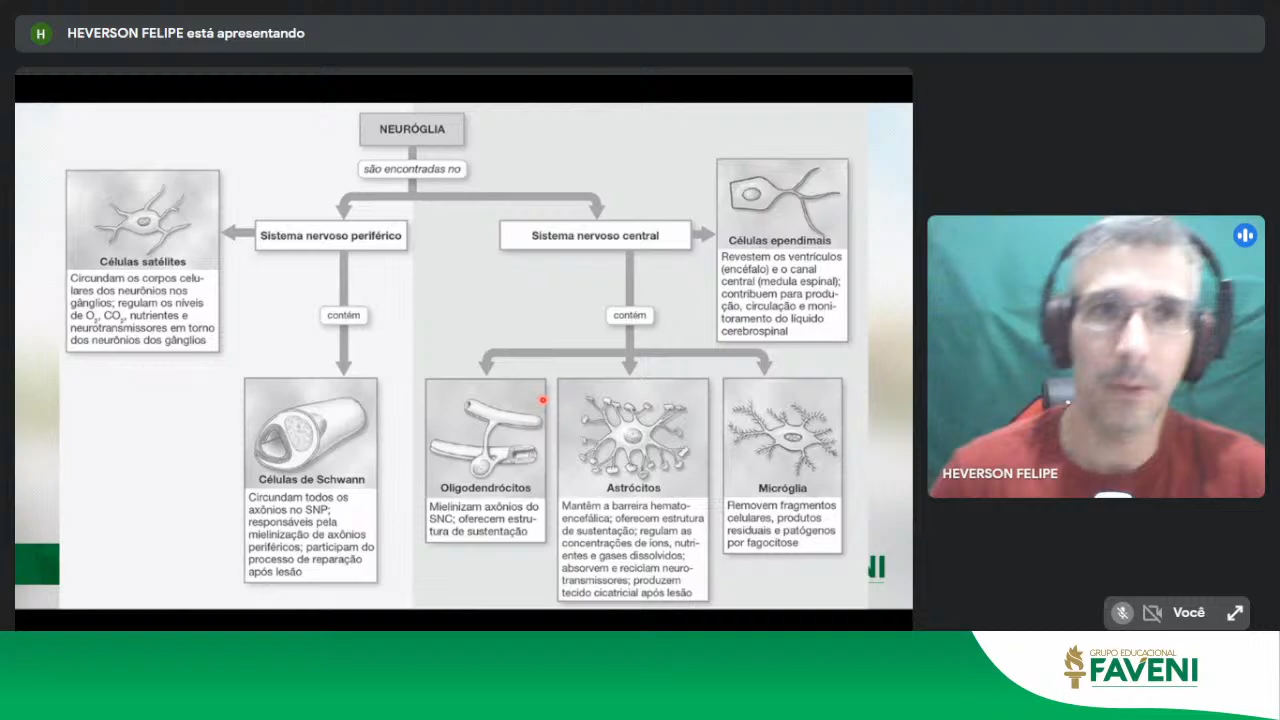 H
HEVERSON FELIPE está apresentando
NEURÓGLIA
são encontradas no
Sistema nervoso periférico
Sistema nervoso central
Células satélites
Circundam os corpos celu-
lares dos neurônios nos
gânglios; regulam os níveis
de O₂, CO₂, nutrientes e
neurotransmissores em torno
dos neurônios dos gânglios
Células ependimais
Revestem os ventrículos
(encéfalo) e o canal
central (medula espinal);
contribuem para produ-
ção, circulação e moni-
toramento do líquido
cerebrospinal
contém
contém
Células de Schwann
Circundam todos os
axônios no SNP;
responsáveis pela
mielinização de axônios
periféricos; participam do
processo de reparação
após lesão
Oligodendrócitos
Mielinizam axônios do
SNC; oferecem estru-
tura de sustentação
Astrócitos
Mantêm a barreira hemato-
encefálica; oferecem estrutura
de sustentação; regulam as
concentrações de íons, nutri-
entes e gases dissolvidos;
absorvem e reciclam neuro-
transmissores; produzem
tecido cicatricial após lesão
Micróglia
Removem fragmentos
celulares, produtos
residuais e patógenos
por fagocitose
NI
HEVERSON FELIPE
Você
GRUPO EDUCACIONAL
FAVENI